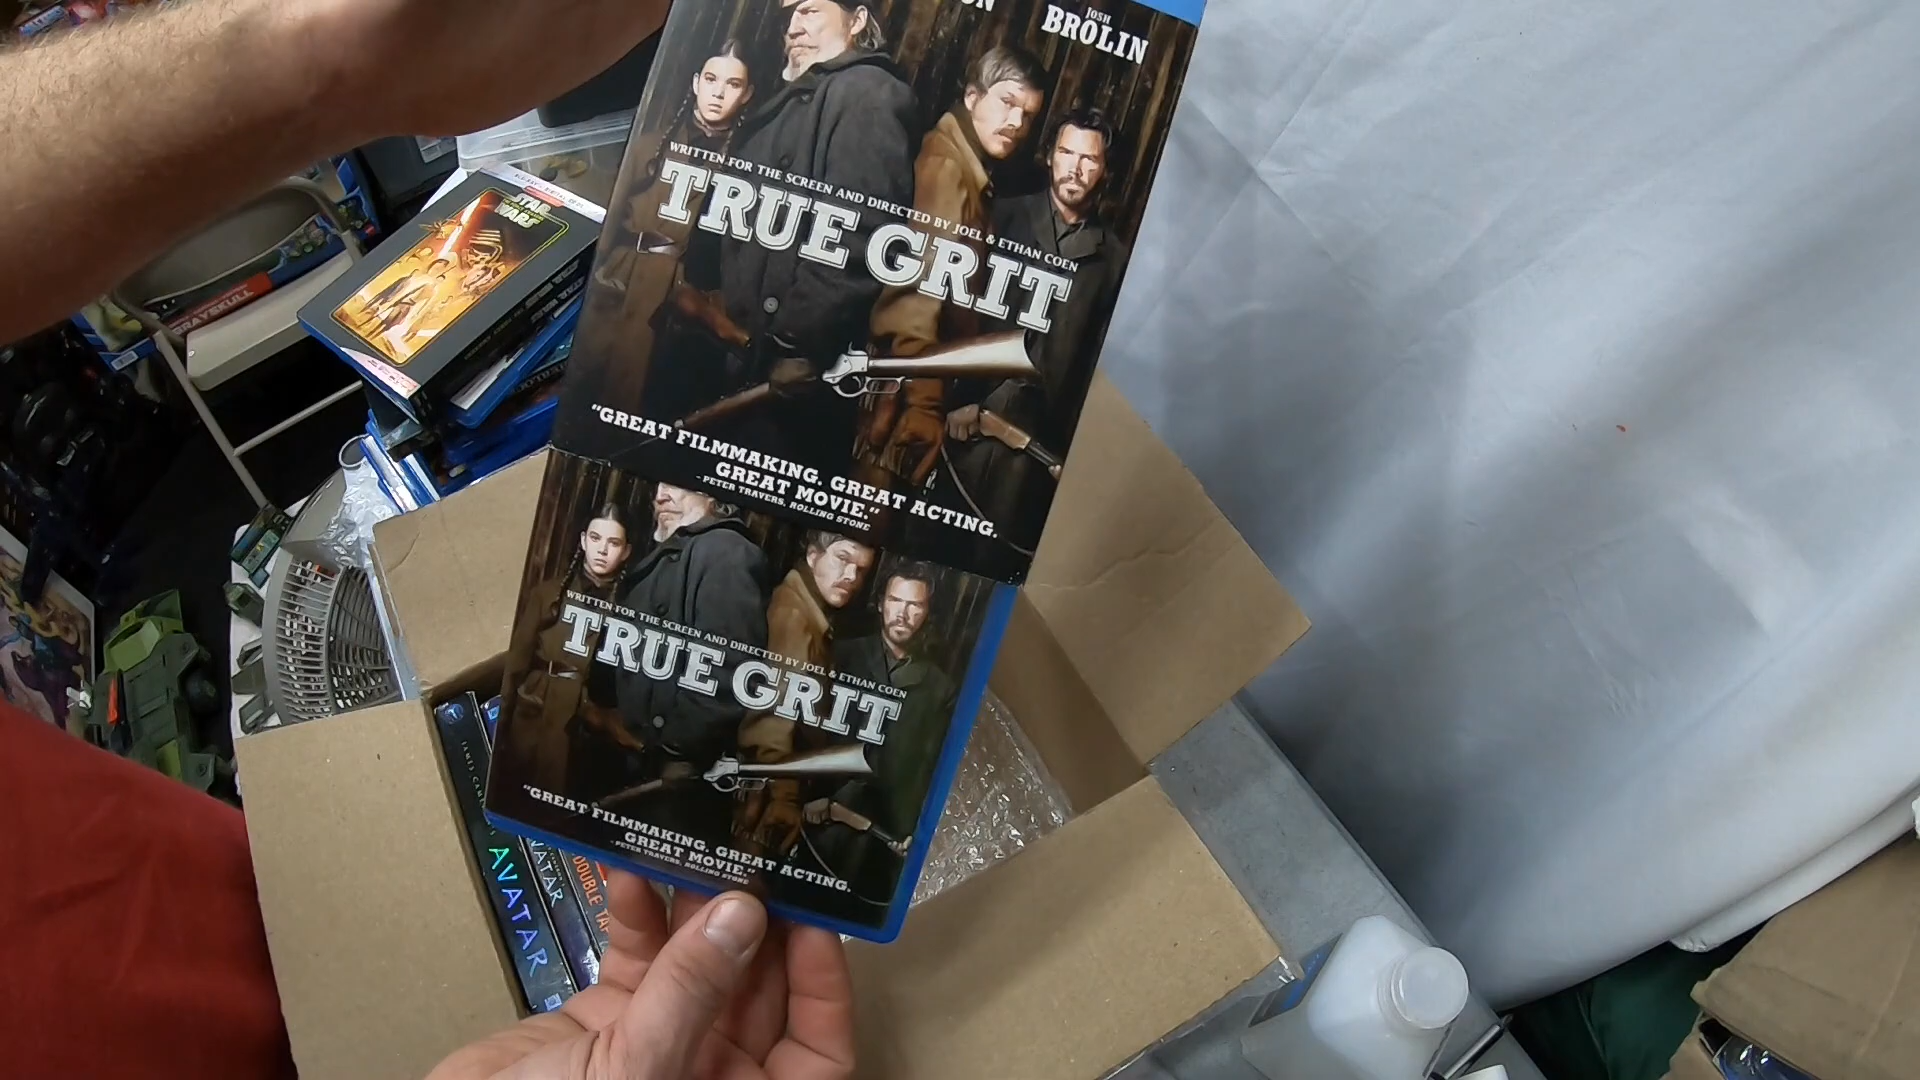 JOSH
BROLIN
WRITTEN FOR THE SCREEN AND DIRECTED BY JOEL & ETHAN COEN
TRUE GRIT
"GREAT FILMMAKING. GREAT ACTING.
GREAT MOVIE."
- PETER TRAVERS, ROLLING STONE
WRITTEN FOR THE SCREEN AND DIRECTED BY JOEL & ETHAN COEN
TRUE GRIT
"GREAT FILMMAKING. GREAT ACTING.
GREAT MOVIE."
- PETER TRAVERS, ROLLING STONE
STAR
WARS
GRAYSKULL
AVATAR
DOUBLE